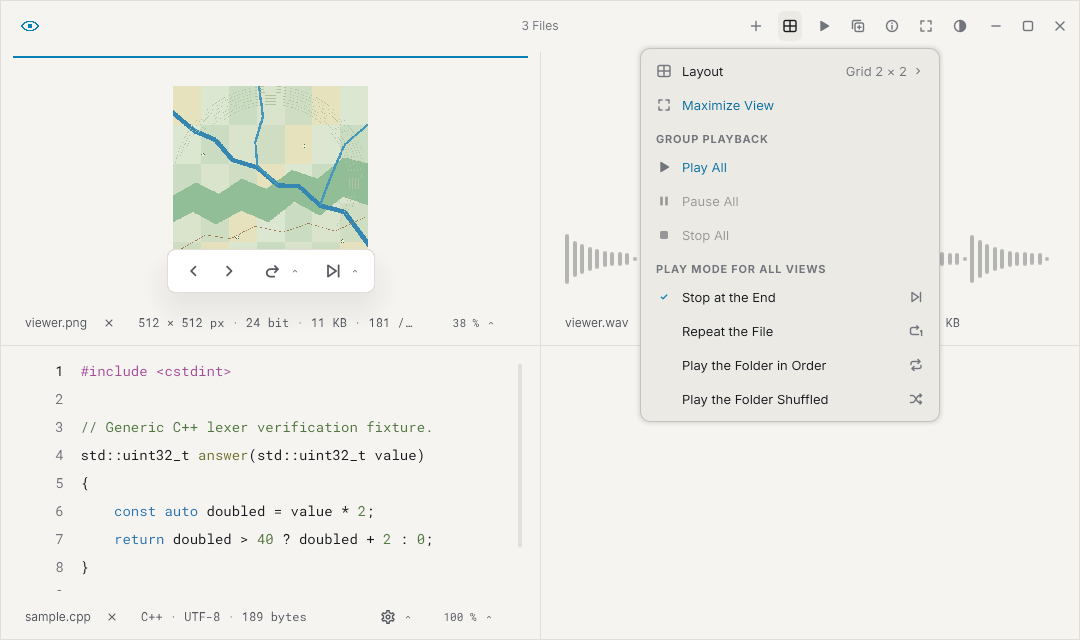 3 Files
Layout Grid 2 × 2
Maximize View
GROUP PLAYBACK
Play All
Pause All
Stop All
PLAY MODE FOR ALL VIEWS
Stop at the End
Repeat the File
Play the Folder in Order
Play the Folder Shuffled
viewer.png 512 × 512 px · 24 bit · 11 KB · 181 /… 38 %
viewer.wav KB
1 #include <cstdint>
2
3 // Generic C++ lexer verification fixture.
4 std::uint32_t answer(std::uint32_t value)
5 {
6 const auto doubled = value * 2;
7 return doubled > 40 ? doubled + 2 : 0;
8 }
sample.cpp C++ · UTF-8 · 189 bytes 100 %